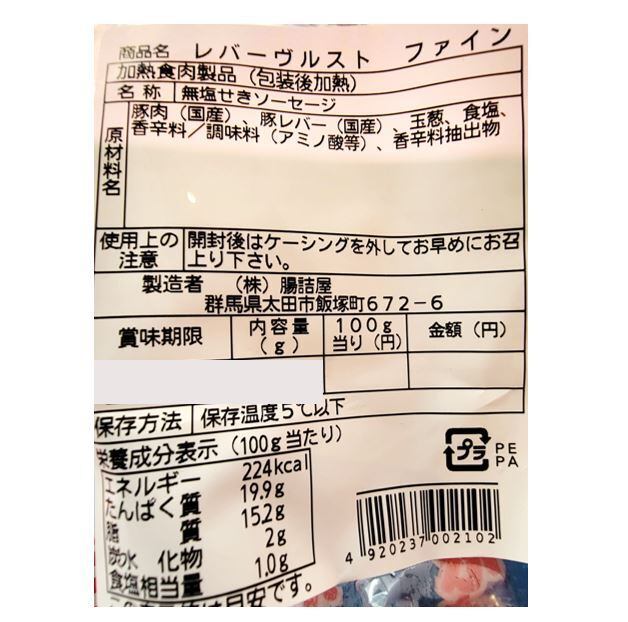 商品名 レバーヴルスト ファイン
加熱食肉製品（包装後加熱）
名称 無塩せきソーセージ
原材料名
豚肉（国産）、豚レバー（国産）、玉葱、食塩、
香辛料／調味料（アミノ酸等）、香辛料抽出物
使用上の注意
開封後はケーシングを外してお早めにお召
上り下さい。
製造者 （株）腸詰屋
群馬県太田市飯塚町672-6
賞味期限 内容量（g） 100g当り（円） 金額（円）
保存方法 保存温度5℃以下
栄養成分表示（100g当たり）
エネルギー 224kcal
たんぱく質 19.9g
脂質 15.2g
炭水化物 2g
食塩相当量 1.0g
は目安です。
プラ PE
PA
4 920237 002102